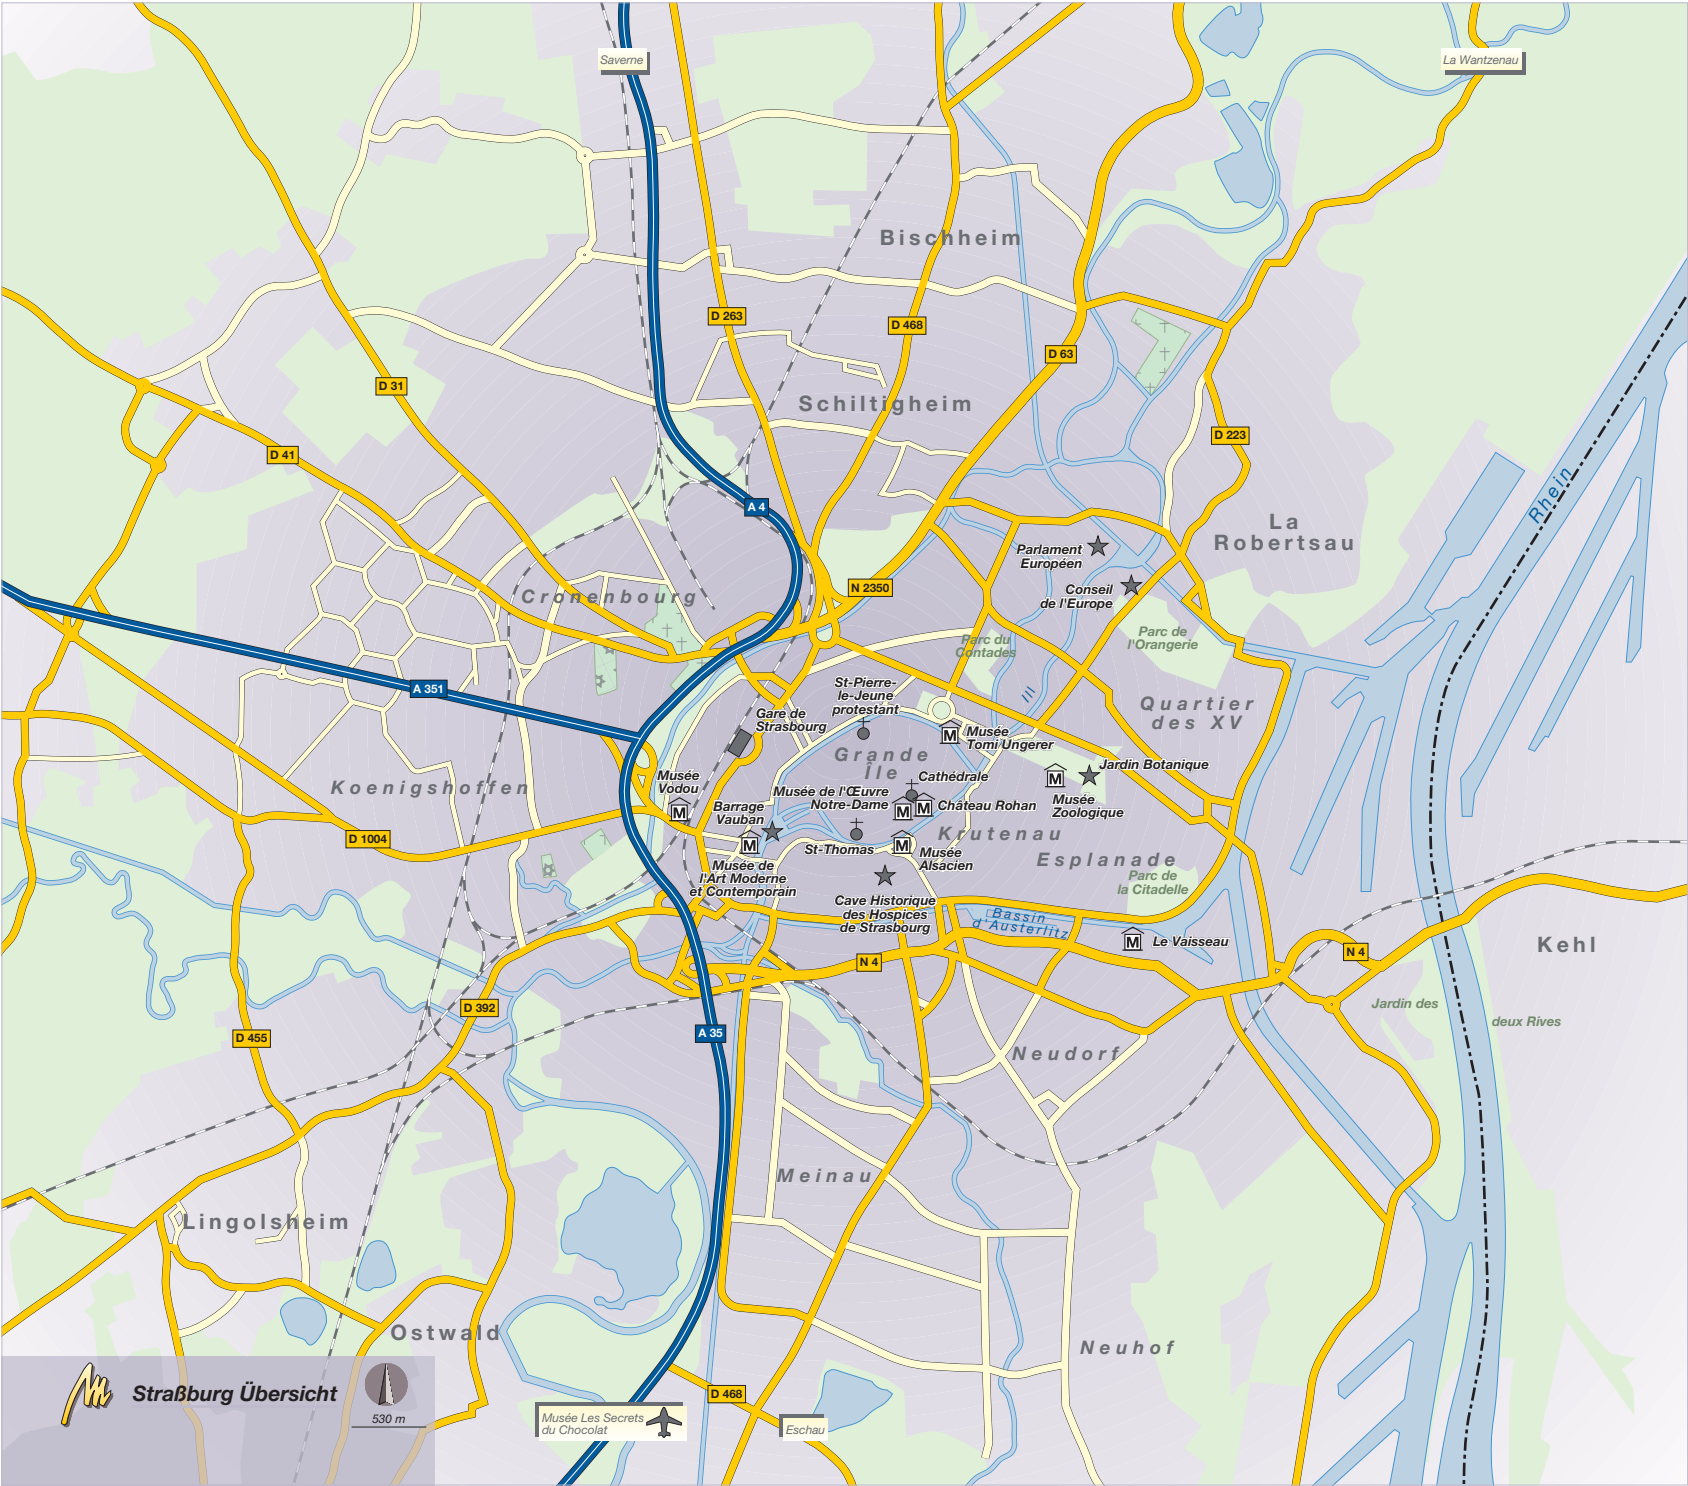 Saverne
La Wantzenau
Bischheim
D 263
D 468
D 63
D 31
Schiltigheim
D 223
D 41
Rhein
A 4
La
Robertsau
Parlament
Européen
N 2350
Conseil
de l'Europe
Cronenbourg
Parc du
Contades
Parc de
l'Orangerie
A 351
St-Pierre-
le-Jeune
protestant
Ill
Quartier
des XV
Gare de
Strasbourg
M
Musée
Tomi Ungerer
Grande
Île
Jardin Botanique
Koenigshoffen
Musée
Vodou
M
Cathédrale
M
Musée
Zoologique
Musée de l'Œuvre
Notre-Dame
M
M
Château Rohan
Barrage
Vauban
M
Krutenau
D 1004
St-Thomas
M
Musée
Alsacien
Esplanade
Musée de
l'Art Moderne
et Contemporain
Parc de
la Citadelle
Cave Historique
des Hospices
de Strasbourg
Bassin
d'Austerlitz
M
Le Vaisseau
Kehl
N 4
N 4
D 392
Jardin des
deux Rives
D 455
A 35
Neudorf
Meinau
Lingolsheim
Ostwald
Neuhof
Straßburg Übersicht
530 m
D 468
Musée Les Secrets
du Chocolat
Eschau